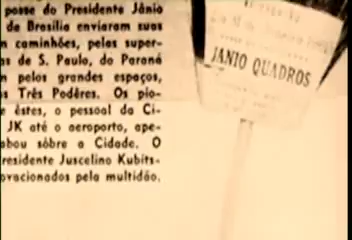 posse do Presidente Jânio
de Brasília enviaram suas
n caminhões, pelas super-
as de S. Paulo, do Paraná
n pelos grandes espaços,
s Três Podêres. Os pio-
e êstes, o pessoal da Ci-
JK até o aeroporto, ape-
abou sôbre a Cidade. O
residente Juscelino Kubits-
ovacionados pela multidão.
JANIO QUADROS